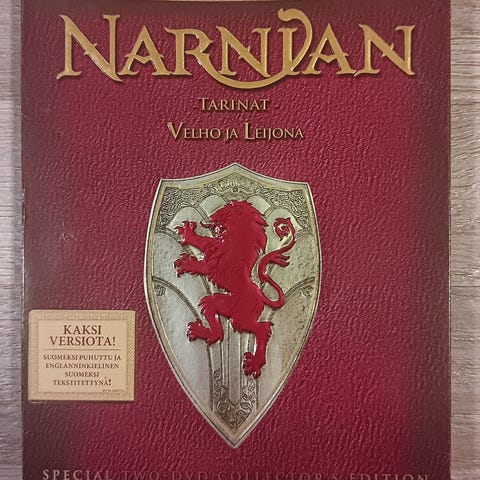 NARNIAN
- TARINAT -
VELHO JA LEIJONA
KAKSI
VERSIOTA!
SUOMEKSI PUHUTTU JA
ENGLANNINKIELINEN
SUOMEKSI
TEKSTITETTYNÄ!
SPECIAL TWO-DVD COLLECTOR'S EDITION